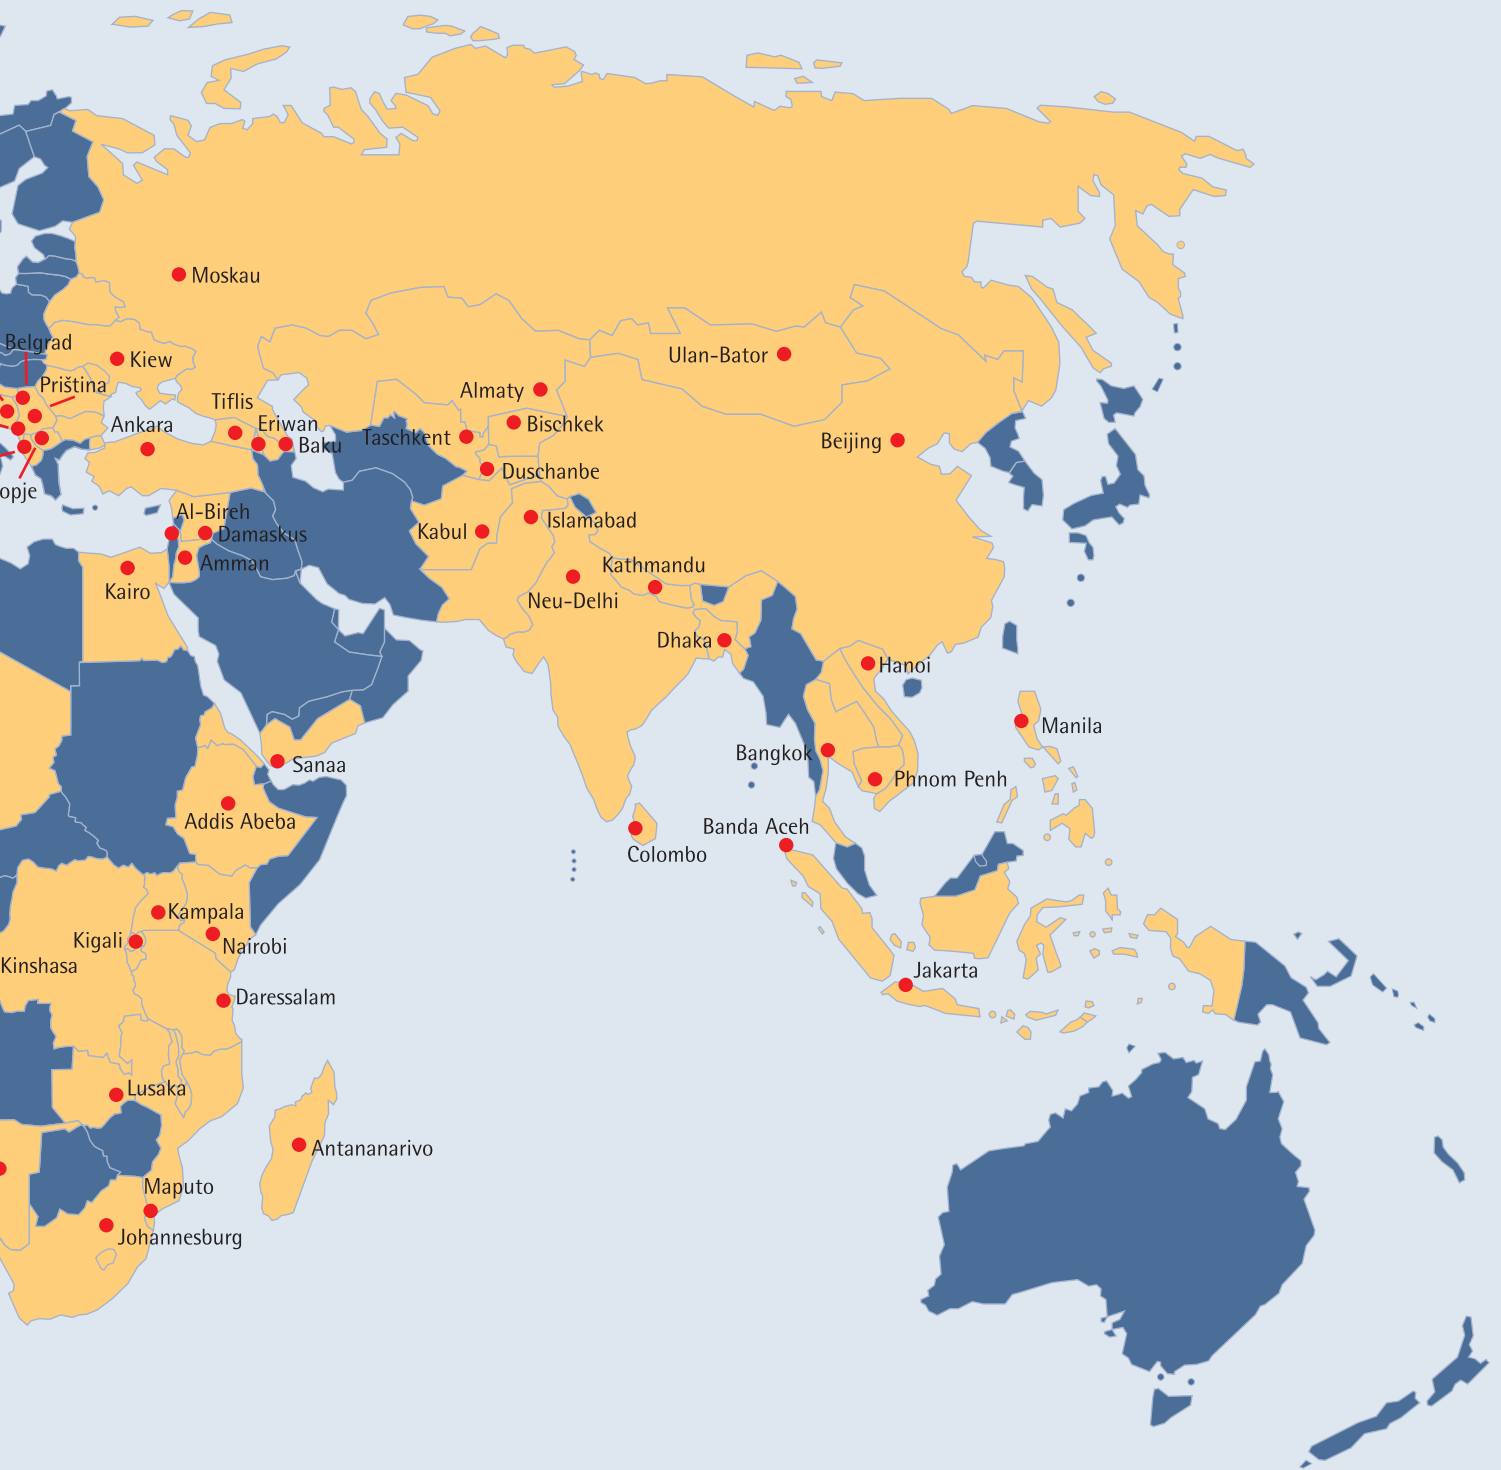 Moskau
Belgrad
Kiew
Ulan-Bator
Priština
Almaty
Tiflis
Ankara
Eriwan
Bischkek
Taschkent
Baku
Beijing
Duschanbe
opje
Al-Bireh
Islamabad
Damaskus
Kabul
Amman
Kathmandu
Kairo
Neu-Delhi
Dhaka
Hanoi
Manila
Bangkok
Sanaa
Phnom Penh
Addis Abeba
Banda Aceh
Colombo
Kampala
Kigali
Nairobi
Kinshasa
Jakarta
Daressalam
Lusaka
Antananarivo
Maputo
Johannesburg